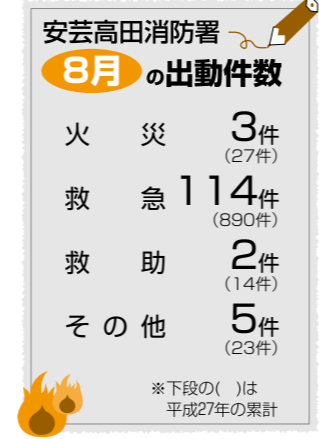 安芸高田消防署
8月の出動件数
火災 3件
(27件)
救急 114件
(890件)
救助 2件
(14件)
その他 5件
(23件)
※下段の( )は
平成27年の累計